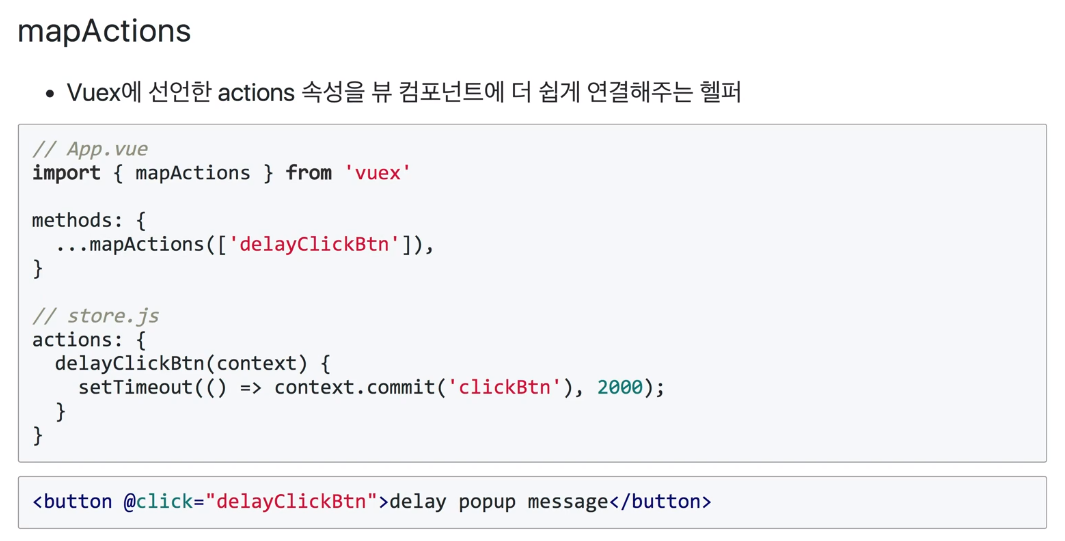 mapActions
• Vuex에 선언한 actions 속성을 뷰 컴포넌트에 더 쉽게 연결해주는 헬퍼
// App.vue
import { mapActions } from 'vuex'
methods: {
  ...mapActions(['delayClickBtn']),
}
// store.js
actions: {
  delayClickBtn(context) {
    setTimeout(() => context.commit('clickBtn'), 2000);
  }
}
<button @click="delayClickBtn">delay popup message</button>